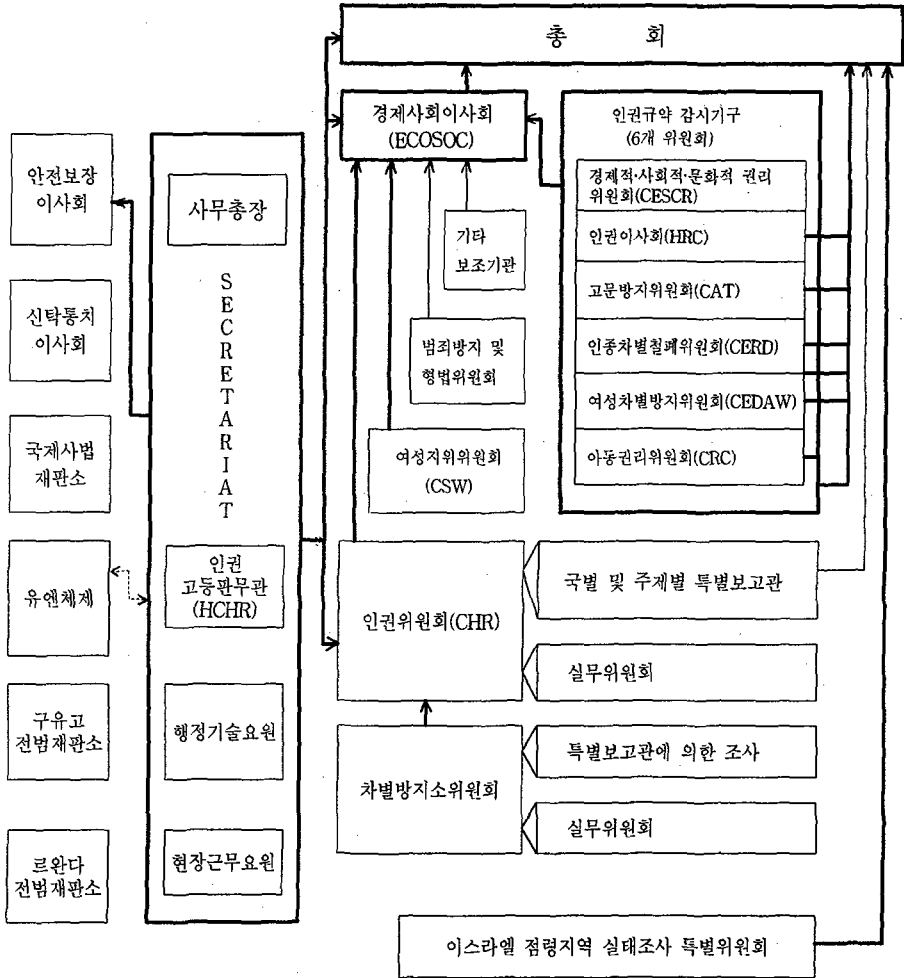 총 회
경제사회이사회
(ECOSOC)
인권규약 감시기구
(6개 위원회)
경제적·사회적·문화적 권리
위원회(CESCR)
인권이사회(HRC)
고문방지위원회(CAT)
인종차별철폐위원회(CERD)
여성차별방지위원회(CEDAW)
아동권리위원회(CRC)
안전보장
이사회
신탁통치
이사회
국제사법
재판소
유엔체제
구유고
전범재판소
르완다
전범재판소
사무총장
SECRETARIAT
인권
고등판무관
(HCHR)
행정기술요원
현장근무요원
기타
보조기관
범죄방지 및
형법위원회
여성지위위원회
(CSW)
인권위원회(CHR)
국별 및 주제별 특별보고관
실무위원회
차별방지소위원회
특별보고관에 의한 조사
실무위원회
이스라엘 점령지역 실태조사 특별위원회